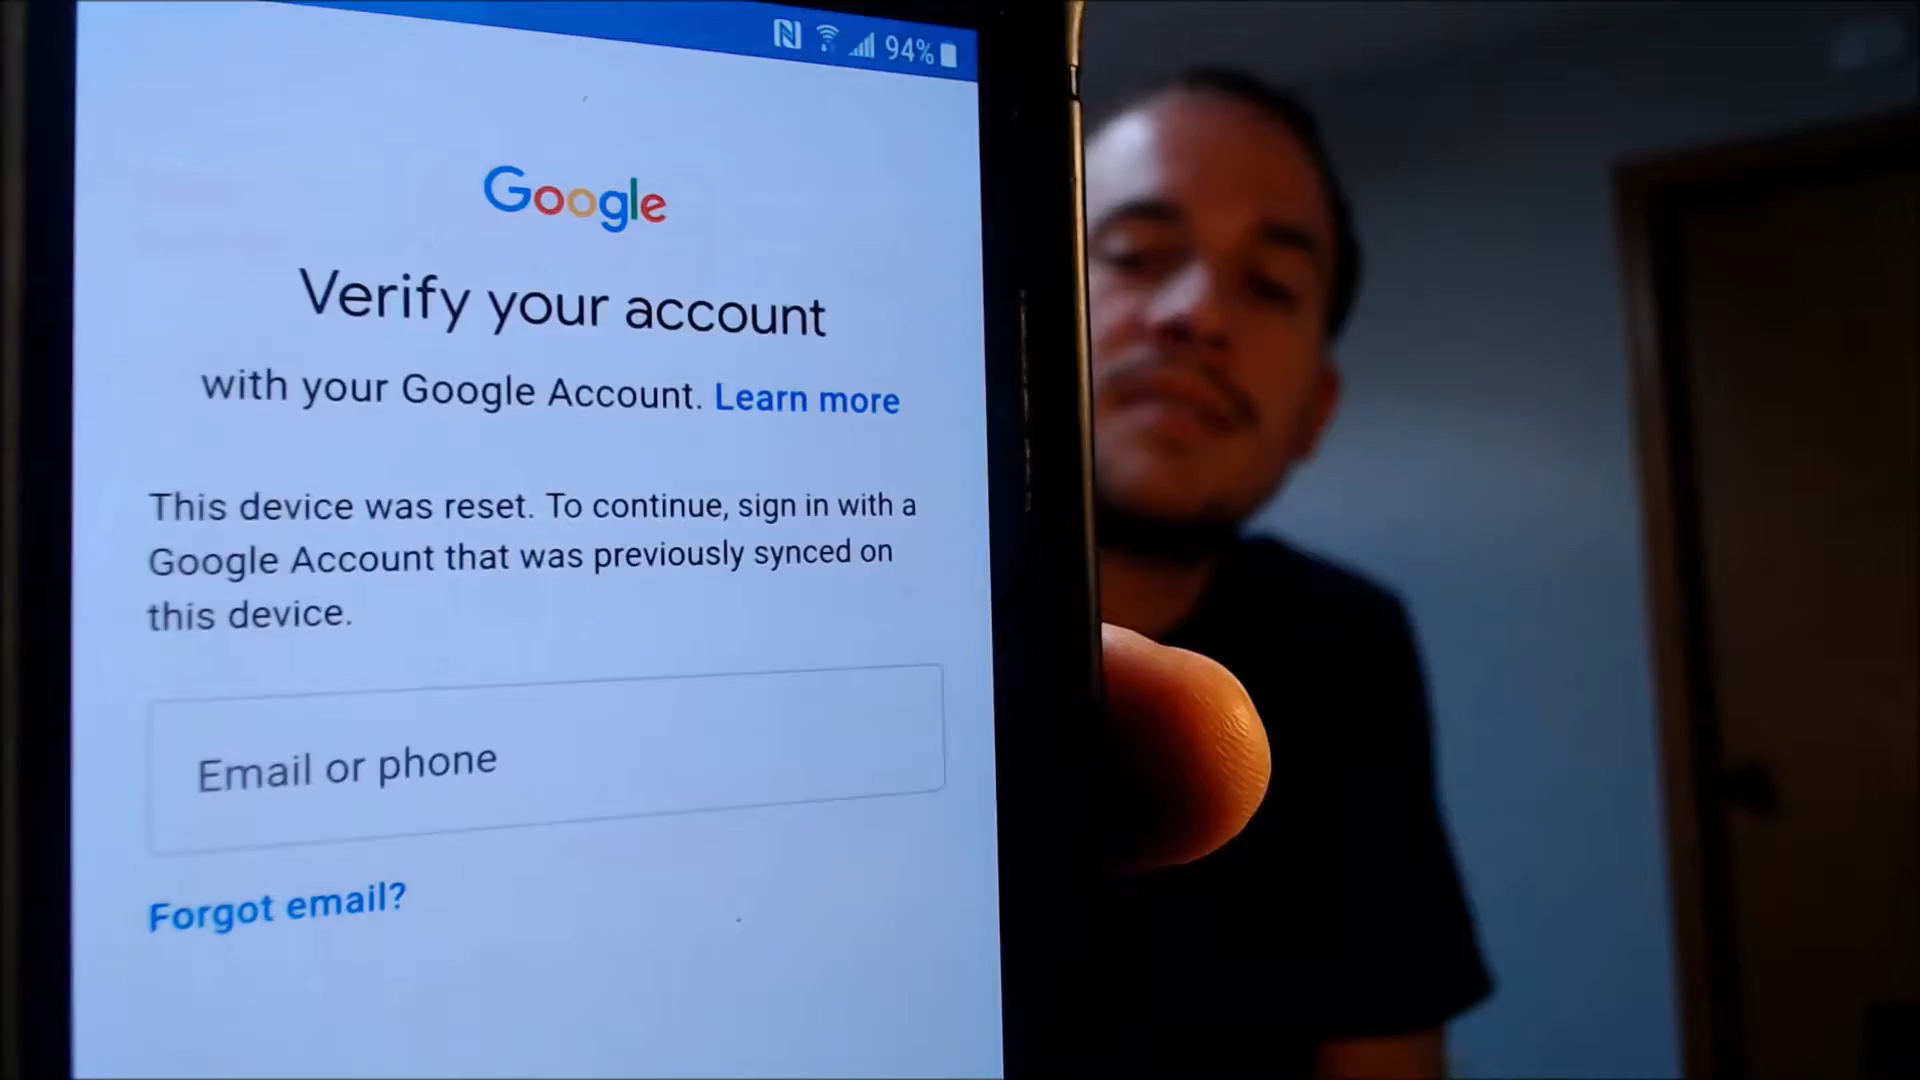 94%
Google
Verify your account
with your Google Account. Learn more
This device was reset. To continue, sign in with a
Google Account that was previously synced on
this device.
Email or phone
Forgot email?